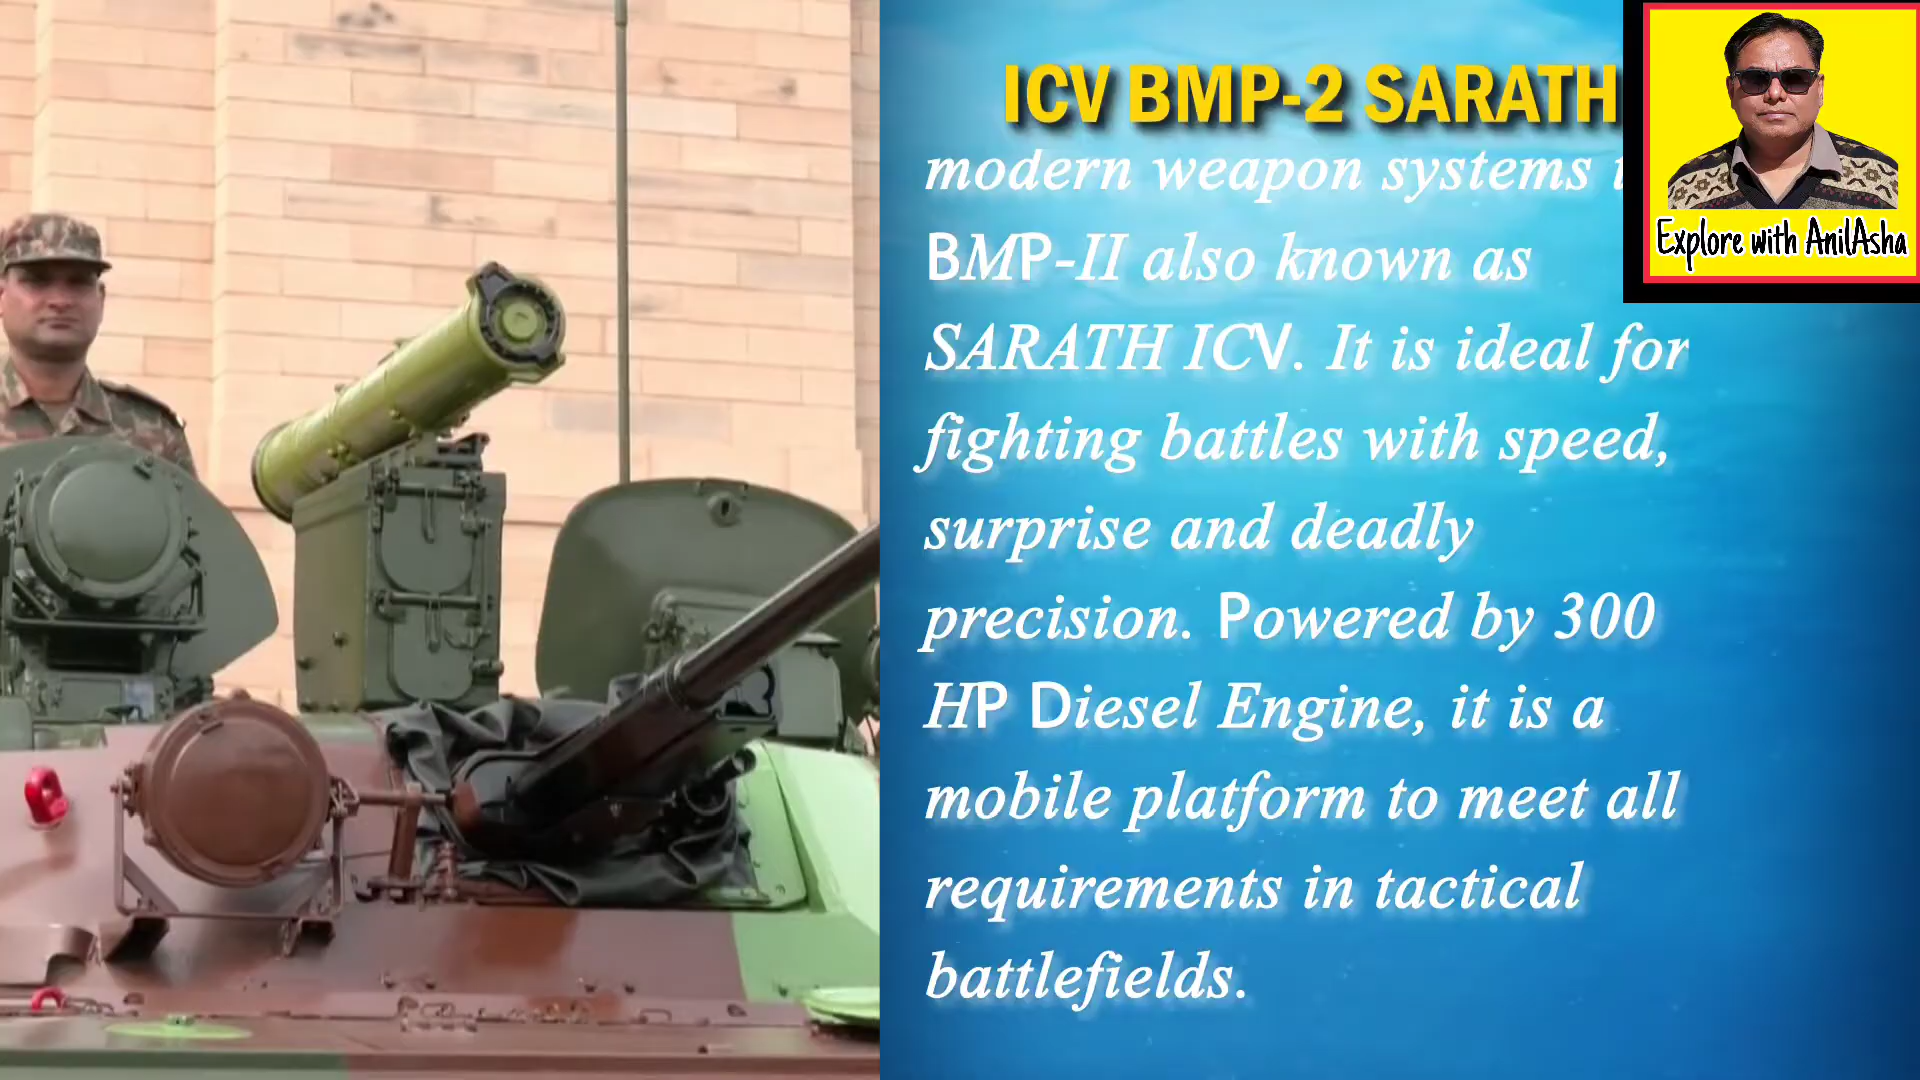 ICV BMP-2 SARATH
modern weapon systems
BMP-II also known as
SARATH ICV. It is ideal for
fighting battles with speed,
surprise and deadly
precision. Powered by 300
HP Diesel Engine, it is a
mobile platform to meet all
requirements in tactical
battlefields.
Explore with AnilAsha